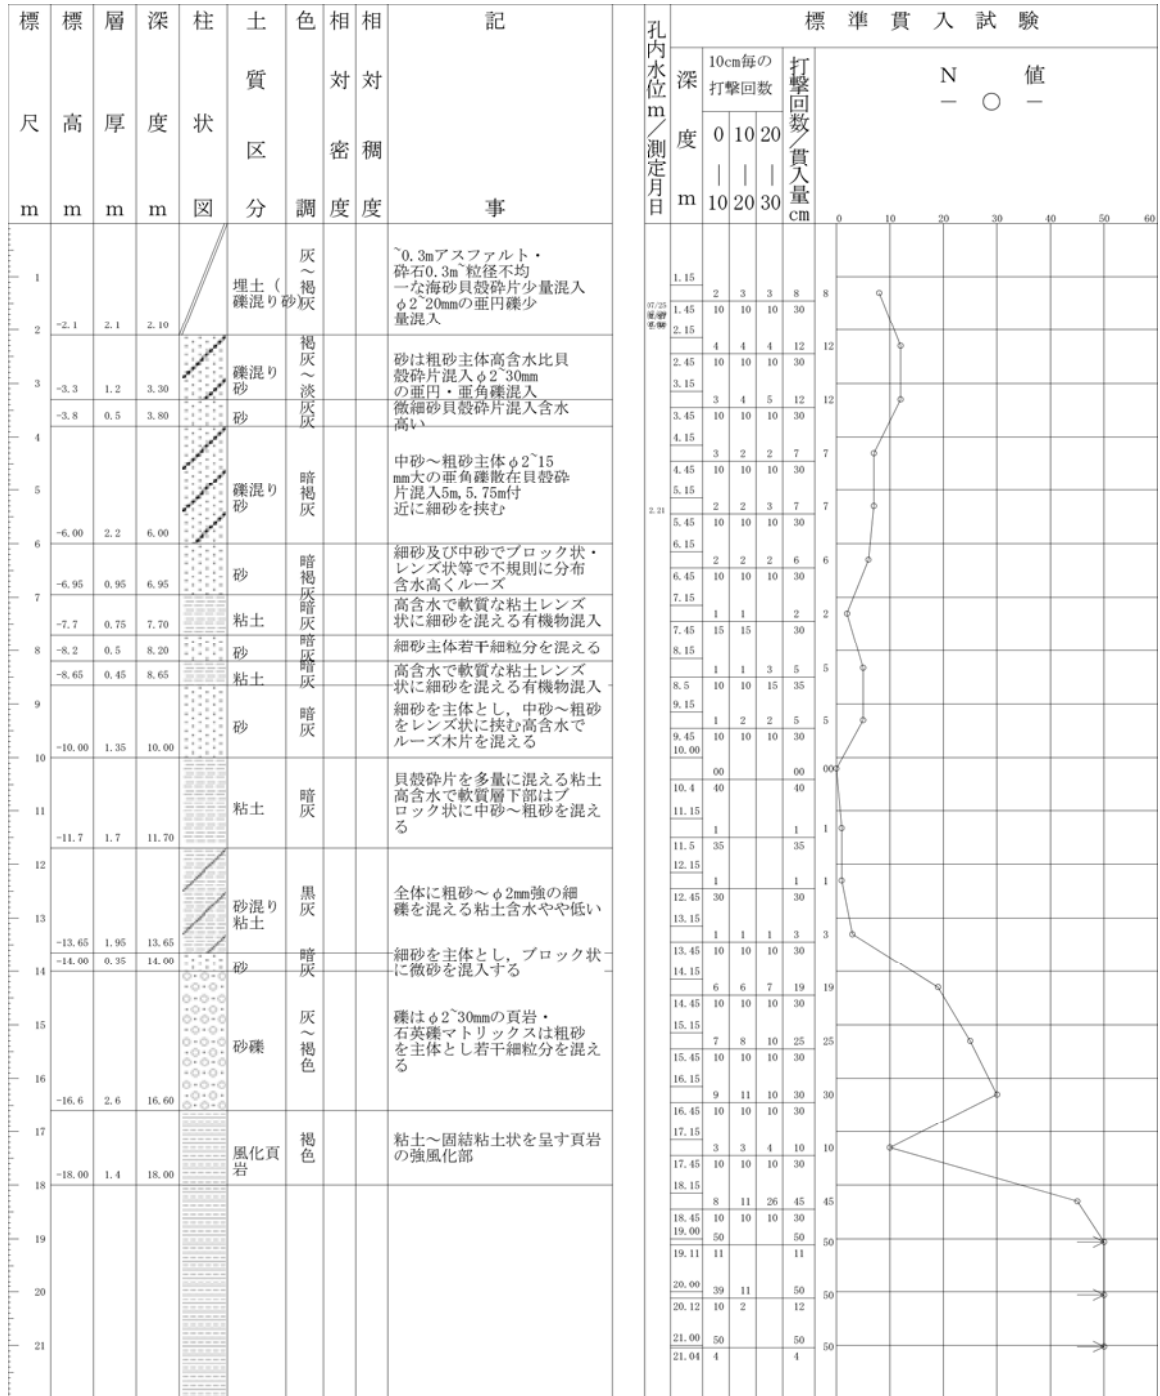 標 標 層 深 柱 土 色 相 相 記
質 対 対
尺 高 厚 度 状 区 密 稠
m m m m 図 分 調 度 度 事
孔内水位m/測定月日
標 準 貫 入 試 験
深 度 m
10cm毎の
打撃回数
0 10 20
| | |
10 20 30
打撃回数/貫入量 cm
N 値
─ ○ ─
0 10 20 30 40 50 60
1
2
3
4
5
6
7
8
9
10
11
12
13
14
15
16
17
18
19
20
21
-2.1 2.1 2.10
埋土(
礫混り砂)
灰~褐灰
~0.3mアスファルト・
砕石0.3m~粒径不均
一な海砂貝殻砕片少量混入
φ2~20mmの亜円礫少
量混入
-3.3 1.2 3.30
礫混り
砂
褐灰~淡灰
砂は粗砂主体高含水比貝
殻砕片混入φ2~30mm
の亜円・亜角礫混入
-3.8 0.5 3.80
砂
灰
微細砂貝殻砕片混入含水
高い
-6.00 2.2 6.00
礫混り
砂
暗褐灰
中砂～粗砂主体φ2~15
mm大の亜角礫散在貝殻砕
片混入5m,5.75m付
近に細砂を挟む
-6.95 0.95 6.95
砂
暗褐灰
細砂及び中砂でブロック状・
レンズ状等で不規則に分布
含水高くルーズ
-7.7 0.75 7.70
粘土
暗灰
高含水で軟質な粘土レンズ
状に細砂を混える有機物混入
-8.2 0.5 8.20
砂
暗灰
細砂主体若干細粒分を混える
-8.65 0.45 8.65
粘土
暗灰
高含水で軟質な粘土レンズ
状に細砂を混える有機物混入
-10.00 1.35 10.00
砂
暗灰
細砂を主体とし，中砂～粗砂
をレンズ状に挟む高含水で
ルーズ木片を混える
-11.7 1.7 11.70
粘土
暗灰
貝殻砕片を多量に混える粘土
高含水で軟質層下部はブ
ロック状に中砂～粗砂を混え
る
-13.65 1.95 13.65
砂混り
粘土
黒灰
全体に粗砂～φ2mm強の細
礫を混える粘土含水やや低い
-14.00 0.35 14.00
砂
暗灰
細砂を主体とし，ブロック状
に微砂を混入する
-16.6 2.6 16.60
砂礫
灰~褐色
礫はφ2~30mmの頁岩・
石英礫マトリックスは粗砂
を主体とし若干細粒分を混え
る
-18.00 1.4 18.00
風化頁
岩
褐色
粘土～固結粘土状を呈す頁岩
の強風化部
07/25
2.21
1.15
2 3 3 8 8
1.45 10 10 10 30
2.15
4 4 4 12 12
2.45 10 10 10 30
3.15
3 4 5 12 12
3.45 10 10 10 30
4.15
3 2 2 7 7
4.45 10 10 10 30
5.15
2 2 3 7 7
5.45 10 10 10 30
6.15
2 2 2 6 6
6.45 10 10 10 30
7.15
1 1 2 2
7.45 15 15 30
8.15
1 1 3 5 5
8.5 10 10 15 35
9.15
1 2 2 5 5
9.45 10 10 10 30
10.00
00 00 00
10.4 40 40
11.15
1 1 1
11.5 35 35
12.15
1 1 1
12.45 30 30
13.15
1 1 1 3 3
13.45 10 10 10 30
14.15
6 6 7 19 19
14.45 10 10 10 30
15.15
7 8 10 25 25
15.45 10 10 10 30
16.15
9 11 10 30 30
16.45 10 10 10 30
17.15
3 3 4 10 10
17.45 10 10 10 30
18.15
8 11 26 45 45
18.45 10 10 10 30
19.00 50 50 50
19.11 11 11
20.00 39 11 50 50
20.12 10 2 12
21.00 50 50 50
21.04 4 4